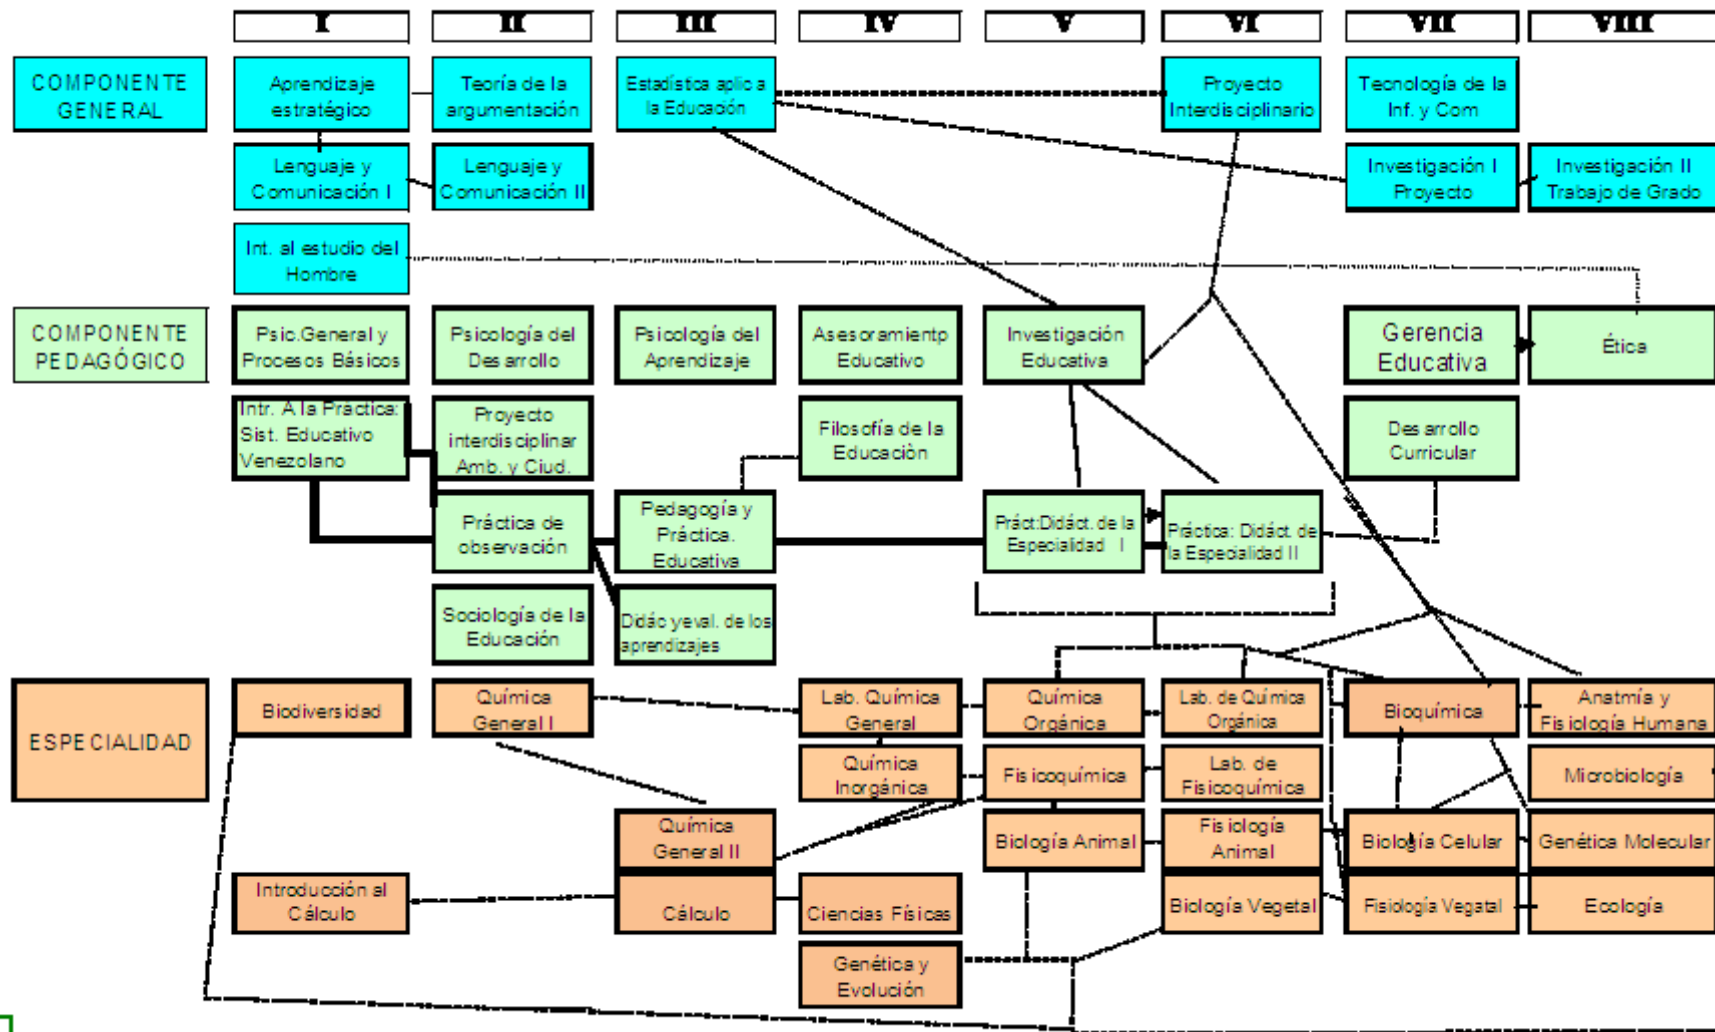 I II III IV V VI VII VIII
COMPONENTE
GENERAL
Aprendizaje
estratégico
Teoría de la
argumentación
Estadística aplic a
la Educación
Proyecto
Interdisciplinario
Tecnología de la
Inf. y Com
Lenguaje y
Comunicación I
Lenguaje y
Comunicación II
Investigación I
Proyecto
Investigación II
Trabajo de Grado
Int. al estudio del
Hombre
COMPONENTE
PEDAGÓGICO
Psic.General y
Procesos Básicos
Psicología del
Desarrollo
Psicología del
Aprendizaje
Asesoramientp
Educativo
Investigación
Educativa
Gerencia
Educativa
Ética
Intr. A la Práctica:
Sist. Educativo
Venezolano
Proyecto
interdisciplinar
Amb. y Ciud.
Filosofía de la
Educación
Desarrollo
Curricular
Práctica de
observación
Pedagogía y
Práctica.
Educativa
Práct:Didáct. de la
Especialidad I
Práctica: Didáct. de
la Especialidad II
Sociología de la
Educación
Didác yeval. de los
aprendizajes
ESPECIALIDAD
Biodiversidad
Química
General I
Lab. Química
General
Química
Orgánica
Lab. de Química
Orgánica
Bioquímica
Anatmía y
Fisiología Humana
Química
Inorgánica
Fisicoquímica
Lab. de
Fisicoquímica
Microbiología
Química
General II
Biología Animal
Fisiología
Animal
Biología Celular
Genética Molecular
Introducción al
Cálculo
Cálculo
Ciencias Físicas
Biología Vegetal
Fisiología Vegatal
Ecología
Genética y
Evolución